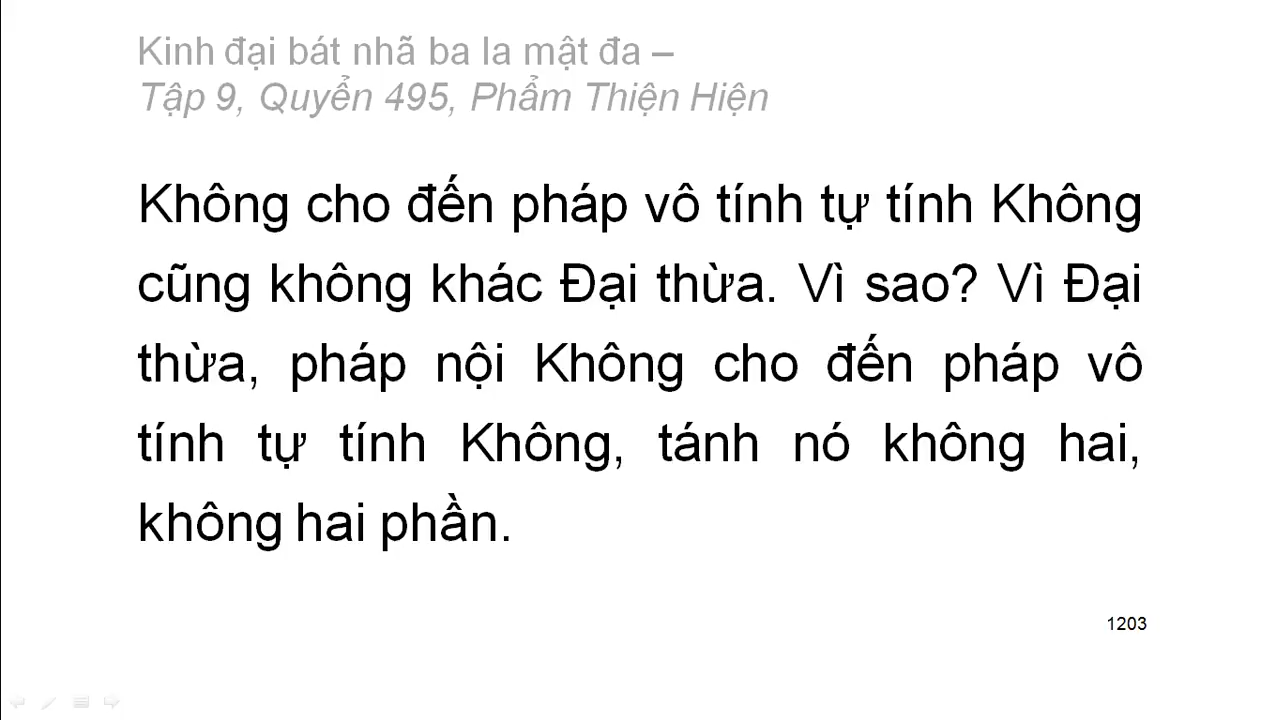 Kinh đại bát nhã ba la mật đa –
Tập 9, Quyển 495, Phẩm Thiện Hiện
Không cho đến pháp vô tính tự tính Không
cũng không khác Đại thừa. Vì sao? Vì Đại
thừa, pháp nội Không cho đến pháp vô
tính tự tính Không, tánh nó không hai,
không hai phần.
1203